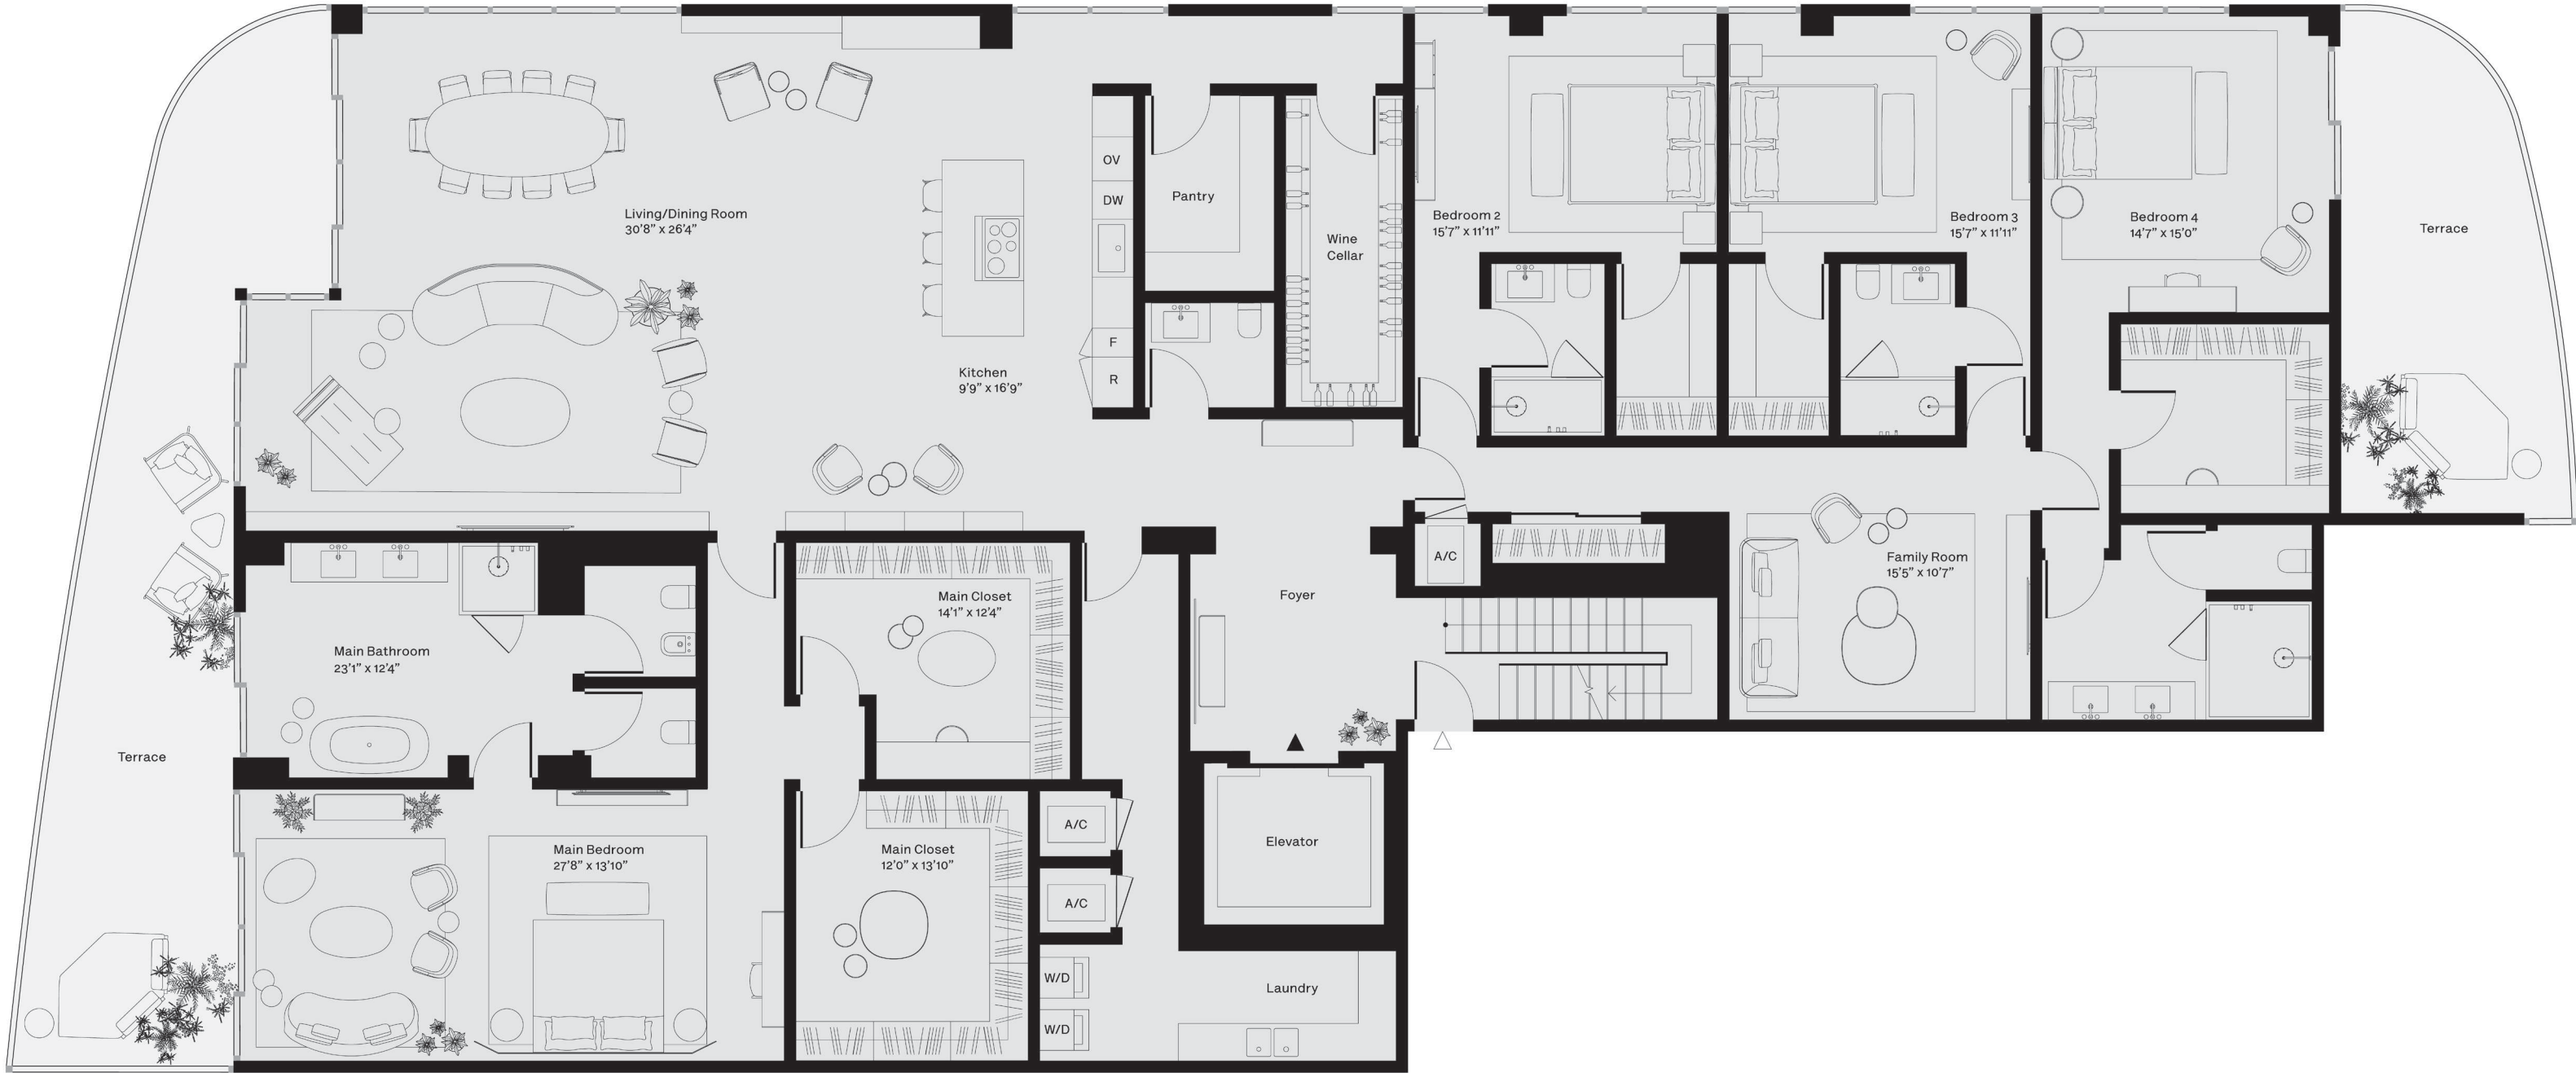 OV
DW
Pantry
Living/Dining Room
30'8” x 26'4”
Wine
Cellar
Bedroom 2
15'7” x 11'11”
Bedroom 3
15'7” x 11'11”
Bedroom 4
14'7” x 15'0”
Terrace
F
R
Kitchen
9'9” x 16'9”
A/C
Family Room
15'5” x 10'7”
Main Closet
14'1” x 12'4”
Foyer
Main Bathroom
23'1” x 12'4”
Terrace
A/C
Elevator
Main Bedroom
27'8” x 13'10”
Main Closet
12'0” x 13'10”
A/C
W/D
Laundry
W/D